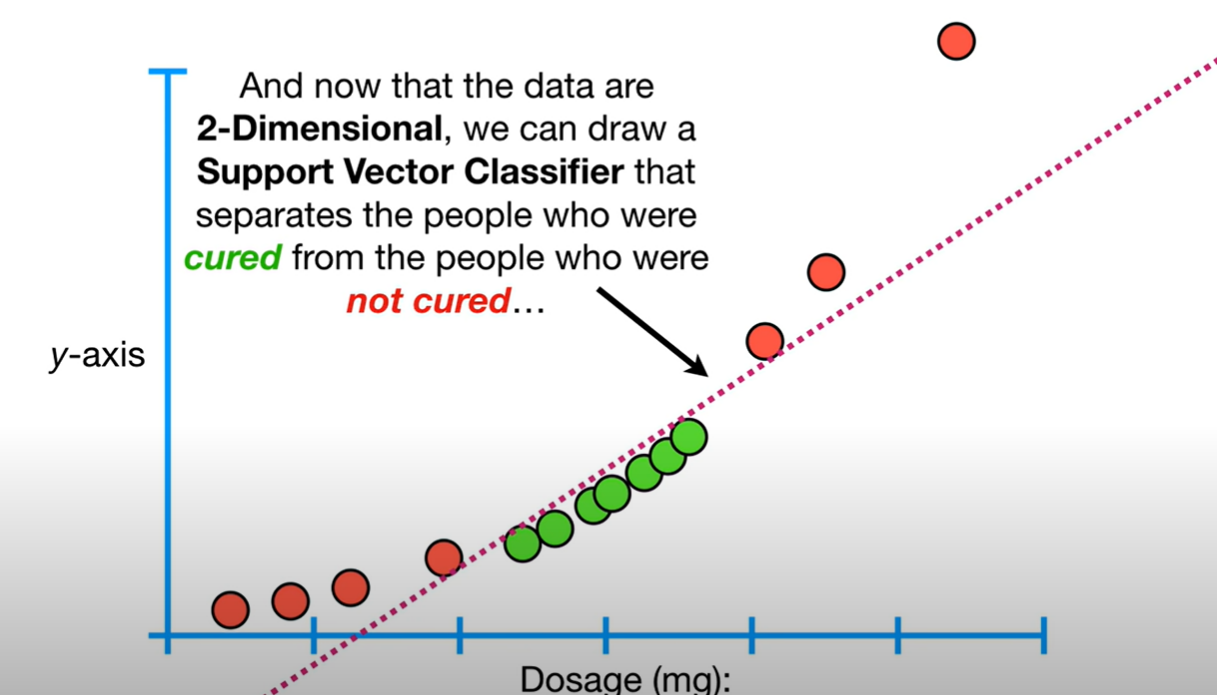 And now that the data are
2-Dimensional, we can draw a
Support Vector Classifier that
separates the people who were
cured from the people who were
not cured…
y-axis
Dosage (mg):